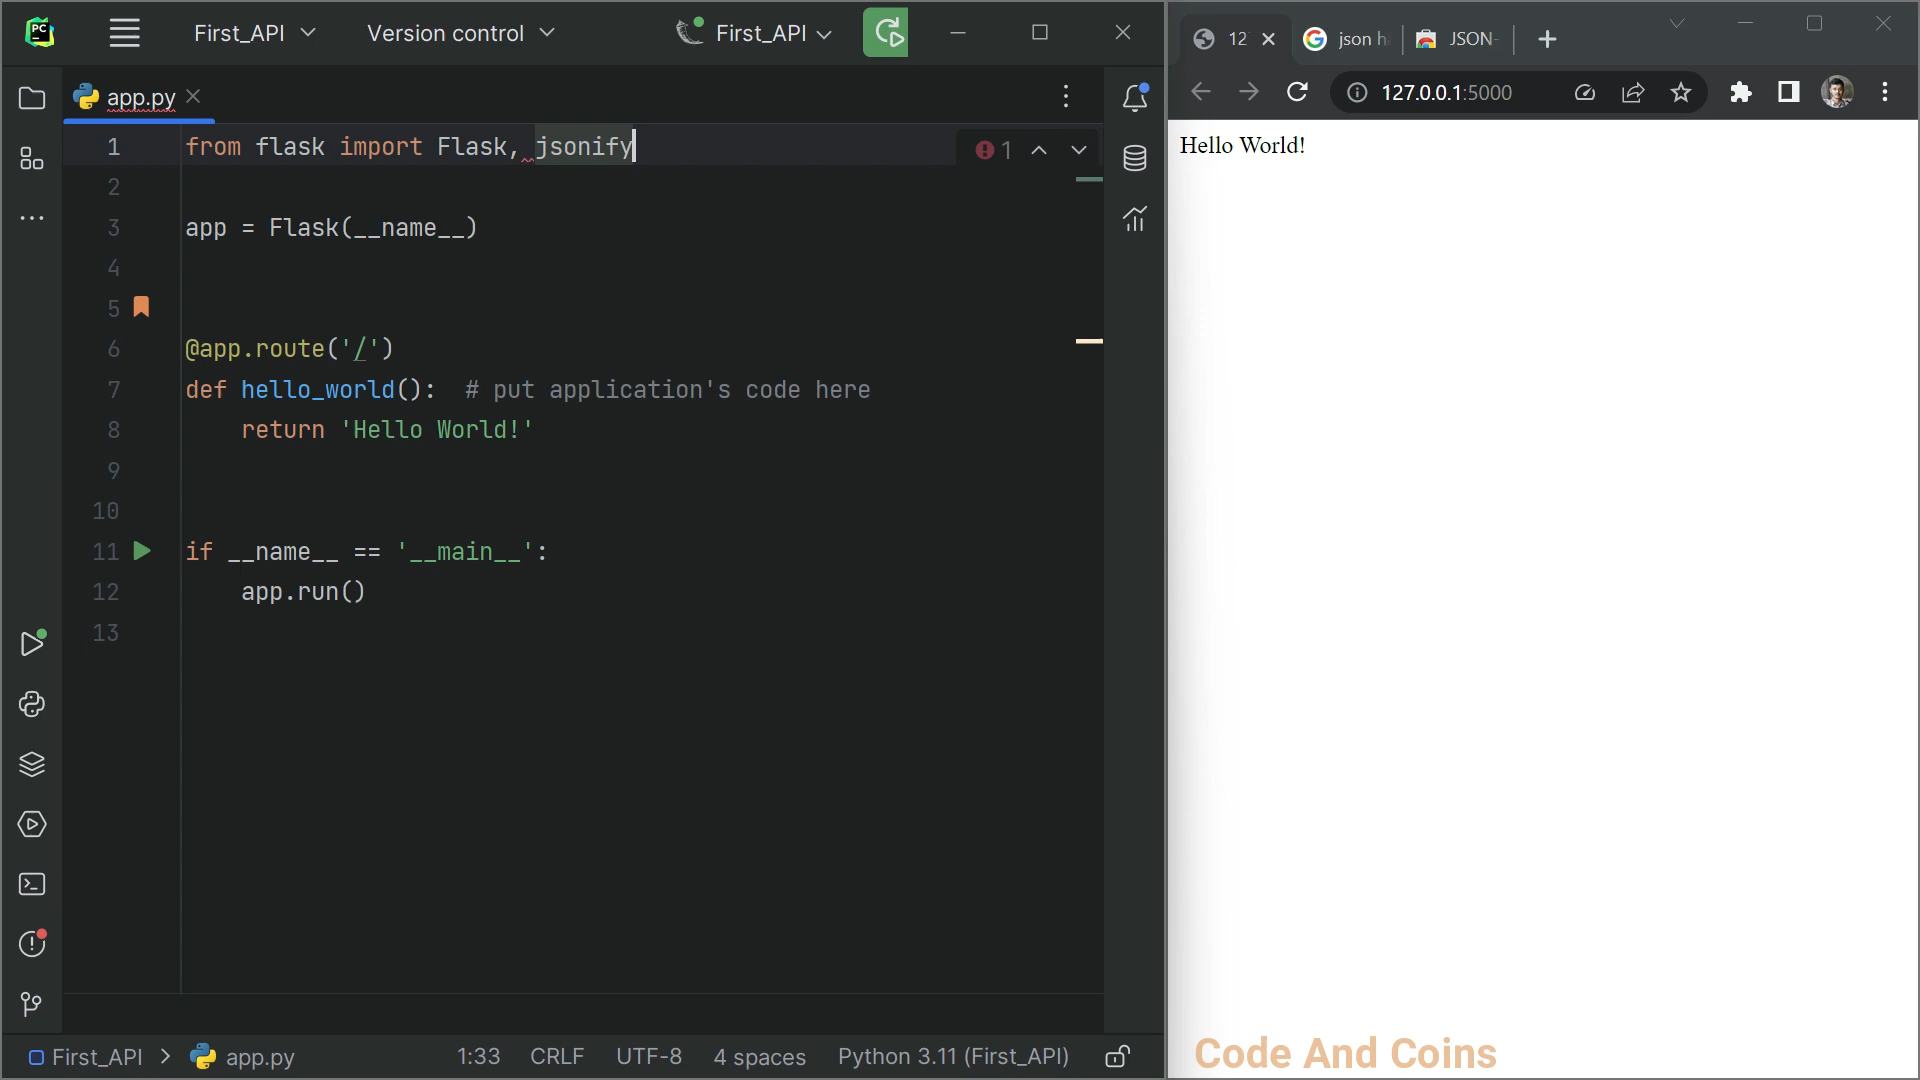 PC
First_API
Version control
First_API
app.py
1 from flask import Flask, jsonify
1
2
3 app = Flask(__name__)
4
5
6 @app.route('/')
7 def hello_world():  # put application's code here
8     return 'Hello World!'
9
10
11 if __name__ == '__main__':
12     app.run()
13
First_API
app.py
1:33
CRLF
UTF-8
4 spaces
Python 3.11 (First_API)
12
json h
JSON-
127.0.0.1:5000
Hello World!
Code And Coins